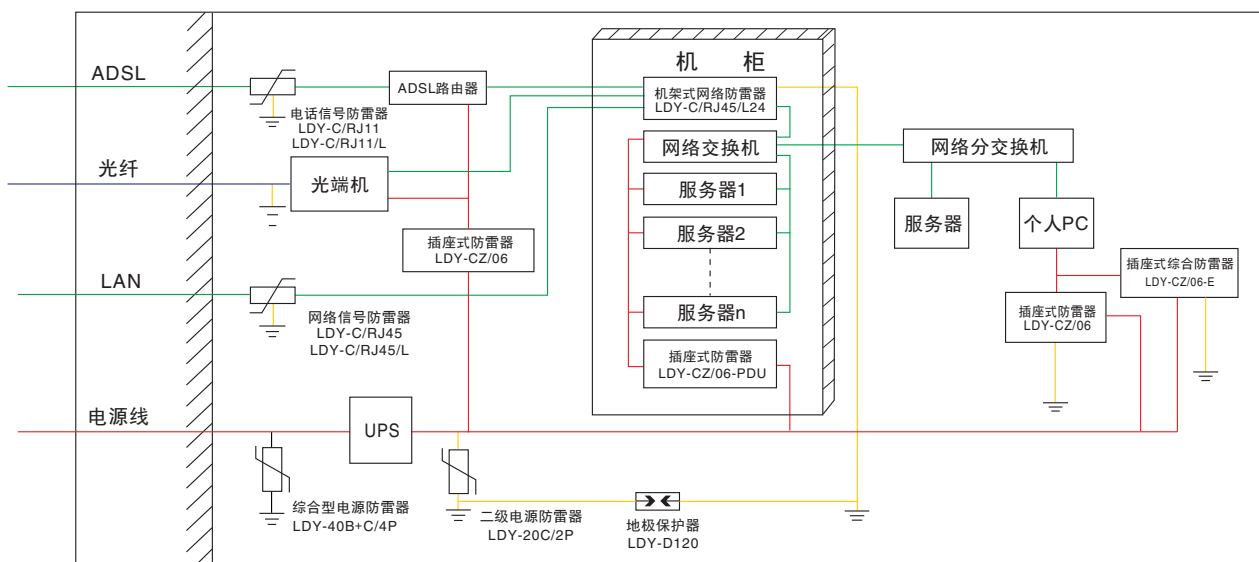 机 柜
ADSL
ADSL路由器
机架式网络防雷器
LDY-C/RJ45/L24
电话信号防雷器
LDY-C/RJ11
LDY-C/RJ11/L
网络交换机
网络分交换机
光纤
光端机
服务器1
服务器
个人PC
服务器2
插座式防雷器
LDY-CZ/06
插座式综合防雷器
LDY-CZ/06-E
LAN
网络信号防雷器
LDY-C/RJ45
LDY-C/RJ45/L
服务器n
插座式防雷器
LDY-CZ/06
插座式防雷器
LDY-CZ/06-PDU
电源线
UPS
综合型电源防雷器
LDY-40B+C/4P
二级电源防雷器
LDY-20C/2P
地极保护器
LDY-D120